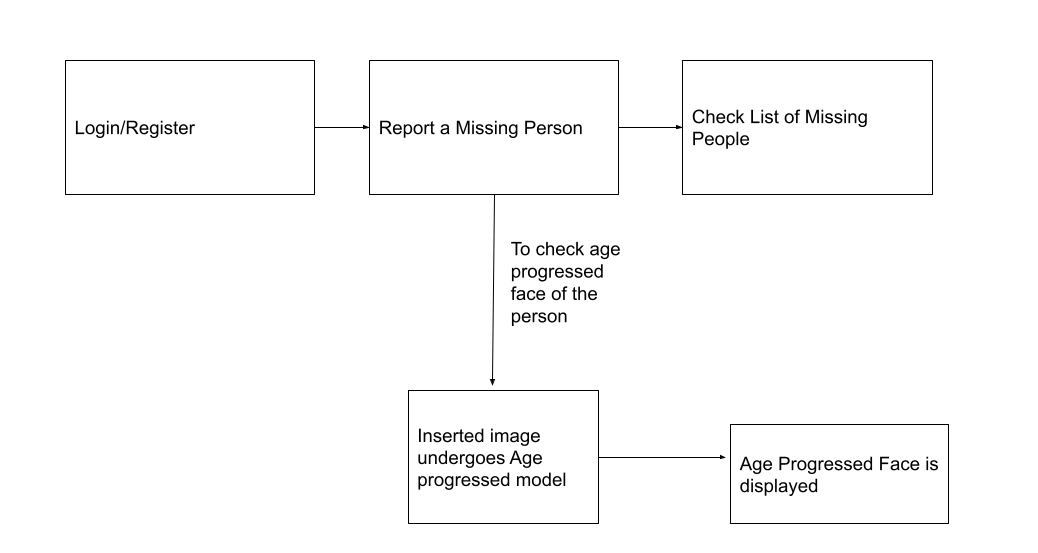 Login/Register
Report a Missing Person
Check List of Missing
People
To check age
progressed
face of the
person
Inserted image
undergoes Age
progressed model
Age Progressed Face is
displayed